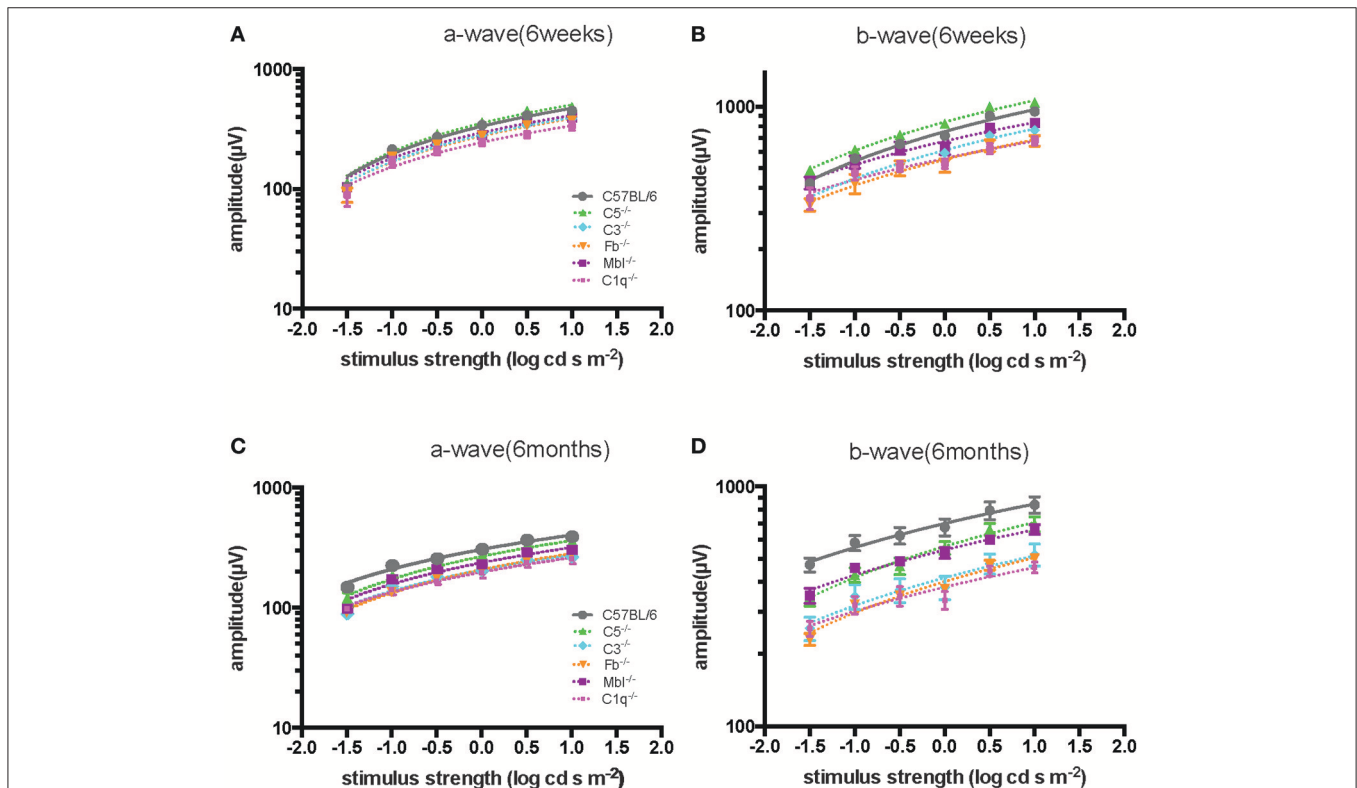 A
a-wave(6weeks)
1000
100
10
amplitude(µV)
-2.0 -1.5 -1.0 -0.5 0.0 0.5 1.0 1.5 2.0
stimulus strength (log cd s m⁻²)
C57BL/6
C5⁻/⁻
C3⁻/⁻
Fb⁻/⁻
Mbl⁻/⁻
C1q⁻/⁻
B
b-wave(6weeks)
1000
100
amplitude(µV)
-2.0 -1.5 -1.0 -0.5 0.0 0.5 1.0 1.5 2.0
stimulus strength (log cd s m⁻²)
C
a-wave(6months)
1000
100
10
amplitude(µV)
-2.0 -1.5 -1.0 -0.5 0.0 0.5 1.0 1.5 2.0
stimulus strength (log cd s m⁻²)
C57BL/6
C5⁻/⁻
C3⁻/⁻
Fb⁻/⁻
Mbl⁻/⁻
C1q⁻/⁻
D
b-wave(6months)
1000
100
amplitude(µV)
-2.0 -1.5 -1.0 -0.5 0.0 0.5 1.0 1.5 2.0
stimulus strength (log cd s m⁻²)